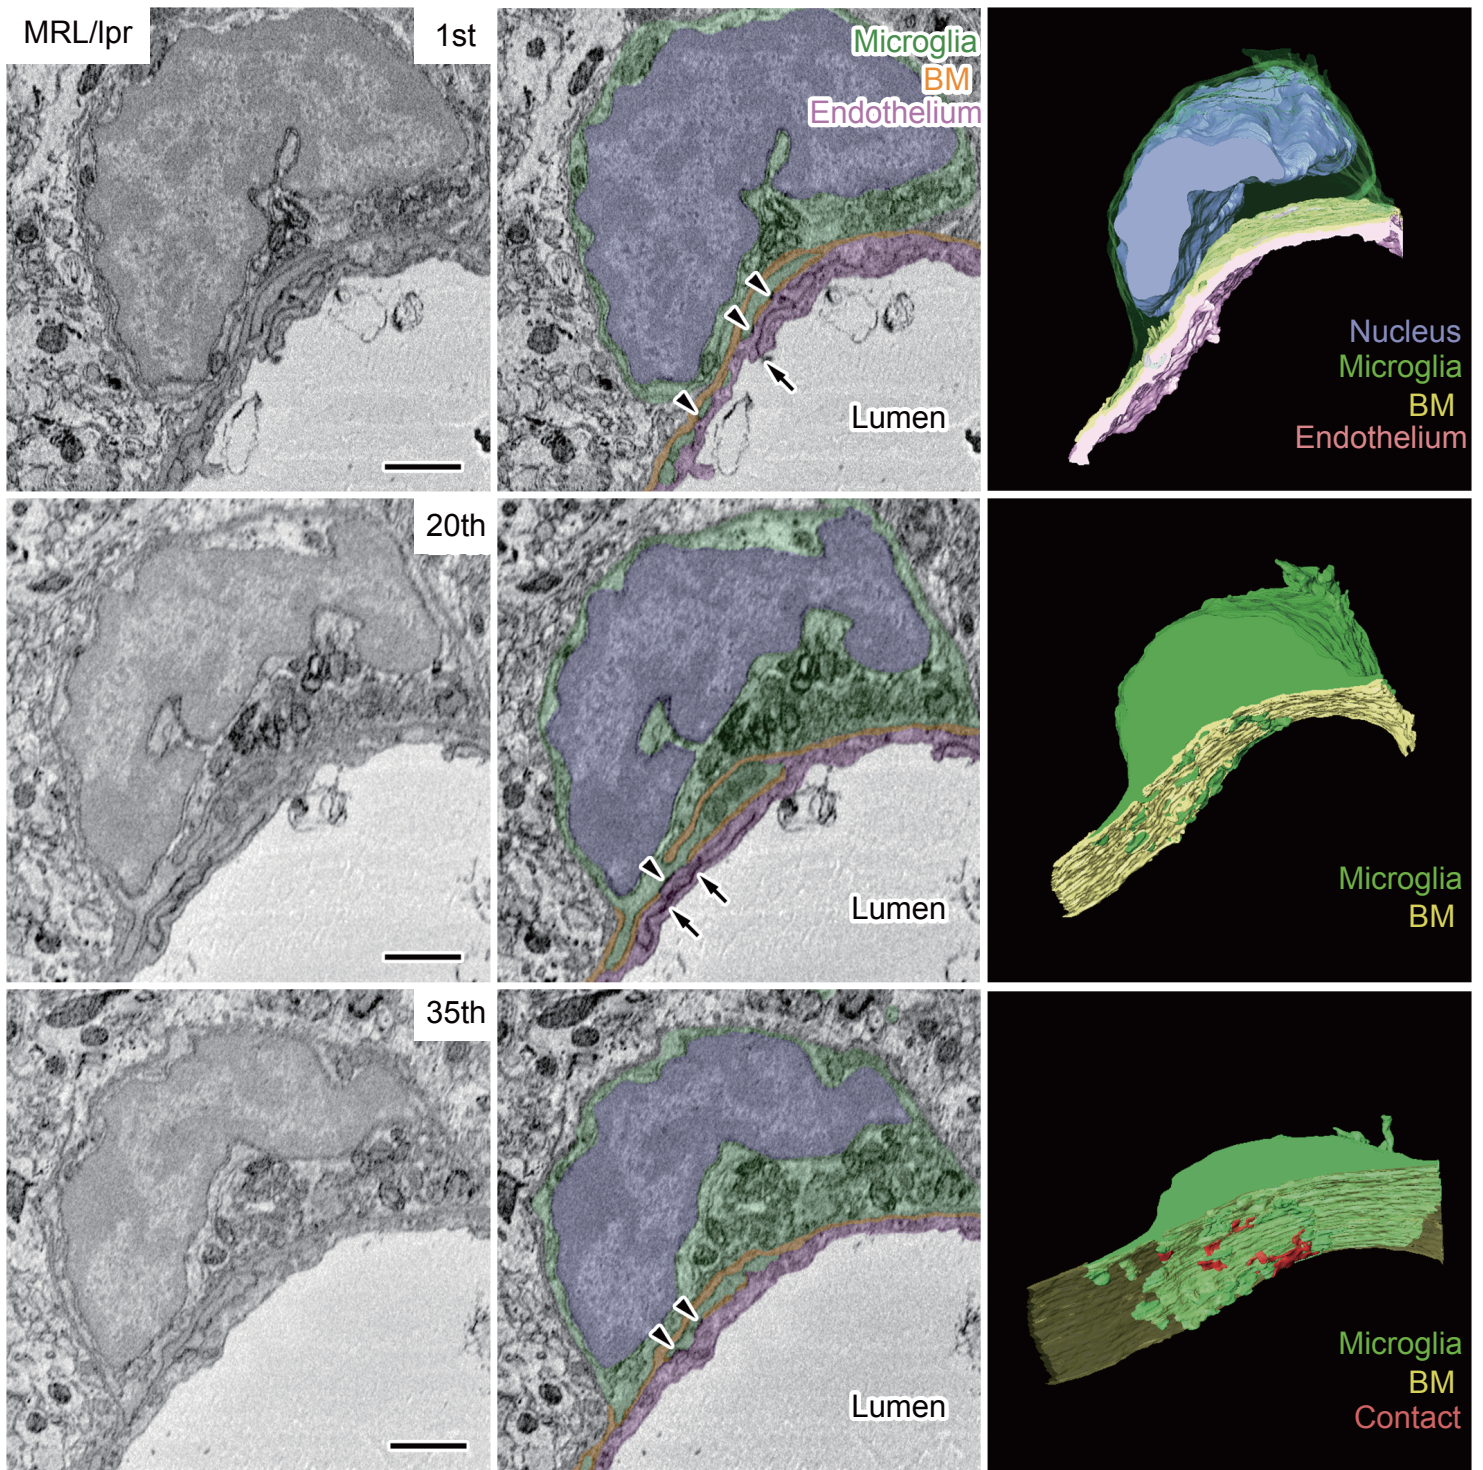 MRL/lpr
1st
Microglia
BM
Endothelium
Lumen
Nucleus
Microglia
BM
Endothelium
20th
Lumen
Microglia
BM
35th
Lumen
Microglia
BM
Contact